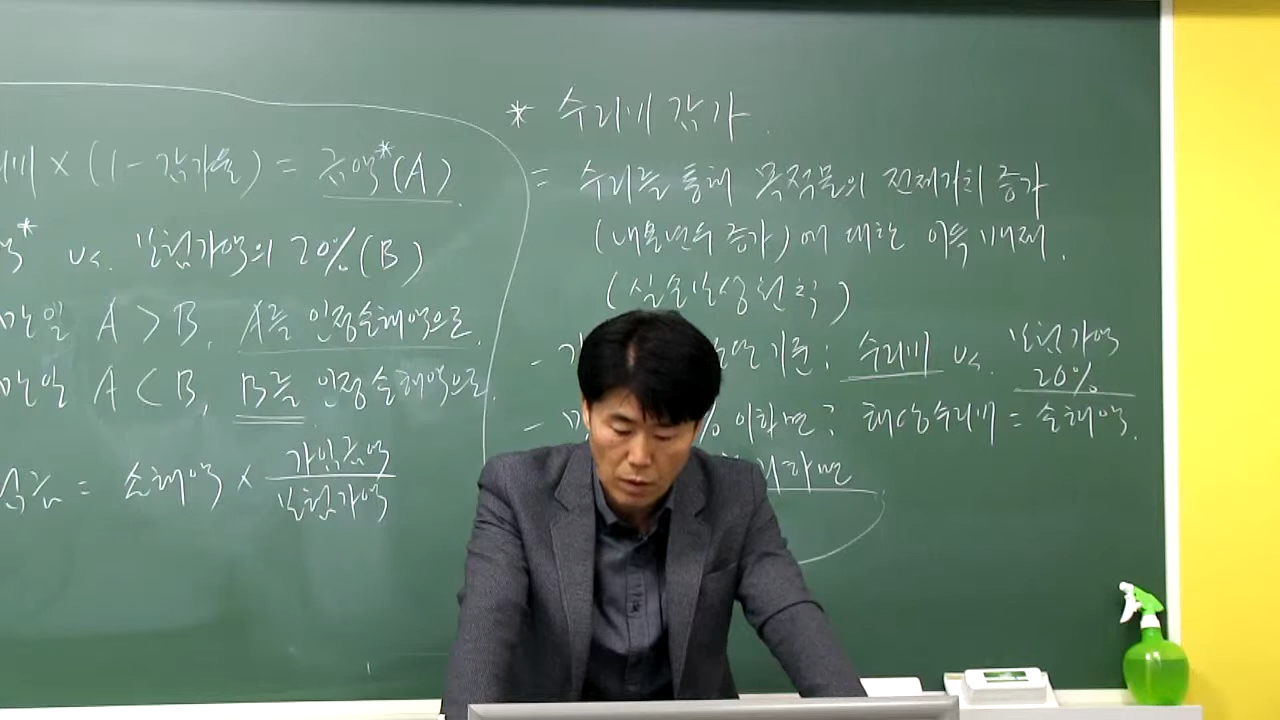 * 수리비 감가.
= 수리를 통해 목적물의 전체가치 증가
(내용년수 증가)에 대한 이득 배제.
(실손보상원칙)
기준 : 수리비 vs. 보험가액 20%
- % 이하면 : 해당수리비 = 손해액.
하면
비 × (1 - 감가율) = 금액*(A).
* vs. 보험가액의 20%(B)
만일 A > B, A를 인정손해액으로.
만일 A < B, B를 인정손해액으로.
= 손해액 × 가입금액 / 보험가액